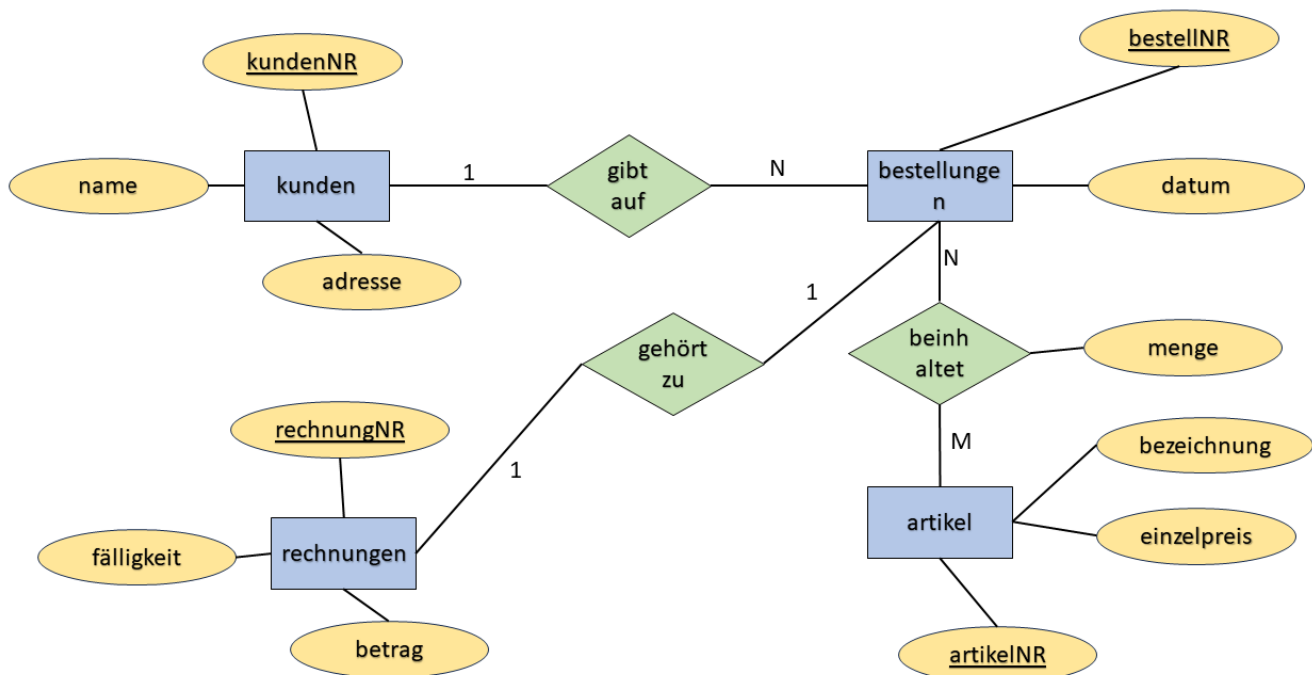 bestellNR
kundenNR
name
kunden
1
gibt
auf
N
bestellunge
n
datum
adresse
N
1
gehört
zu
beinh
altet
menge
rechnungNR
1
M
bezeichnung
fälligkeit
rechnungen
artikel
einzelpreis
betrag
artikelNR